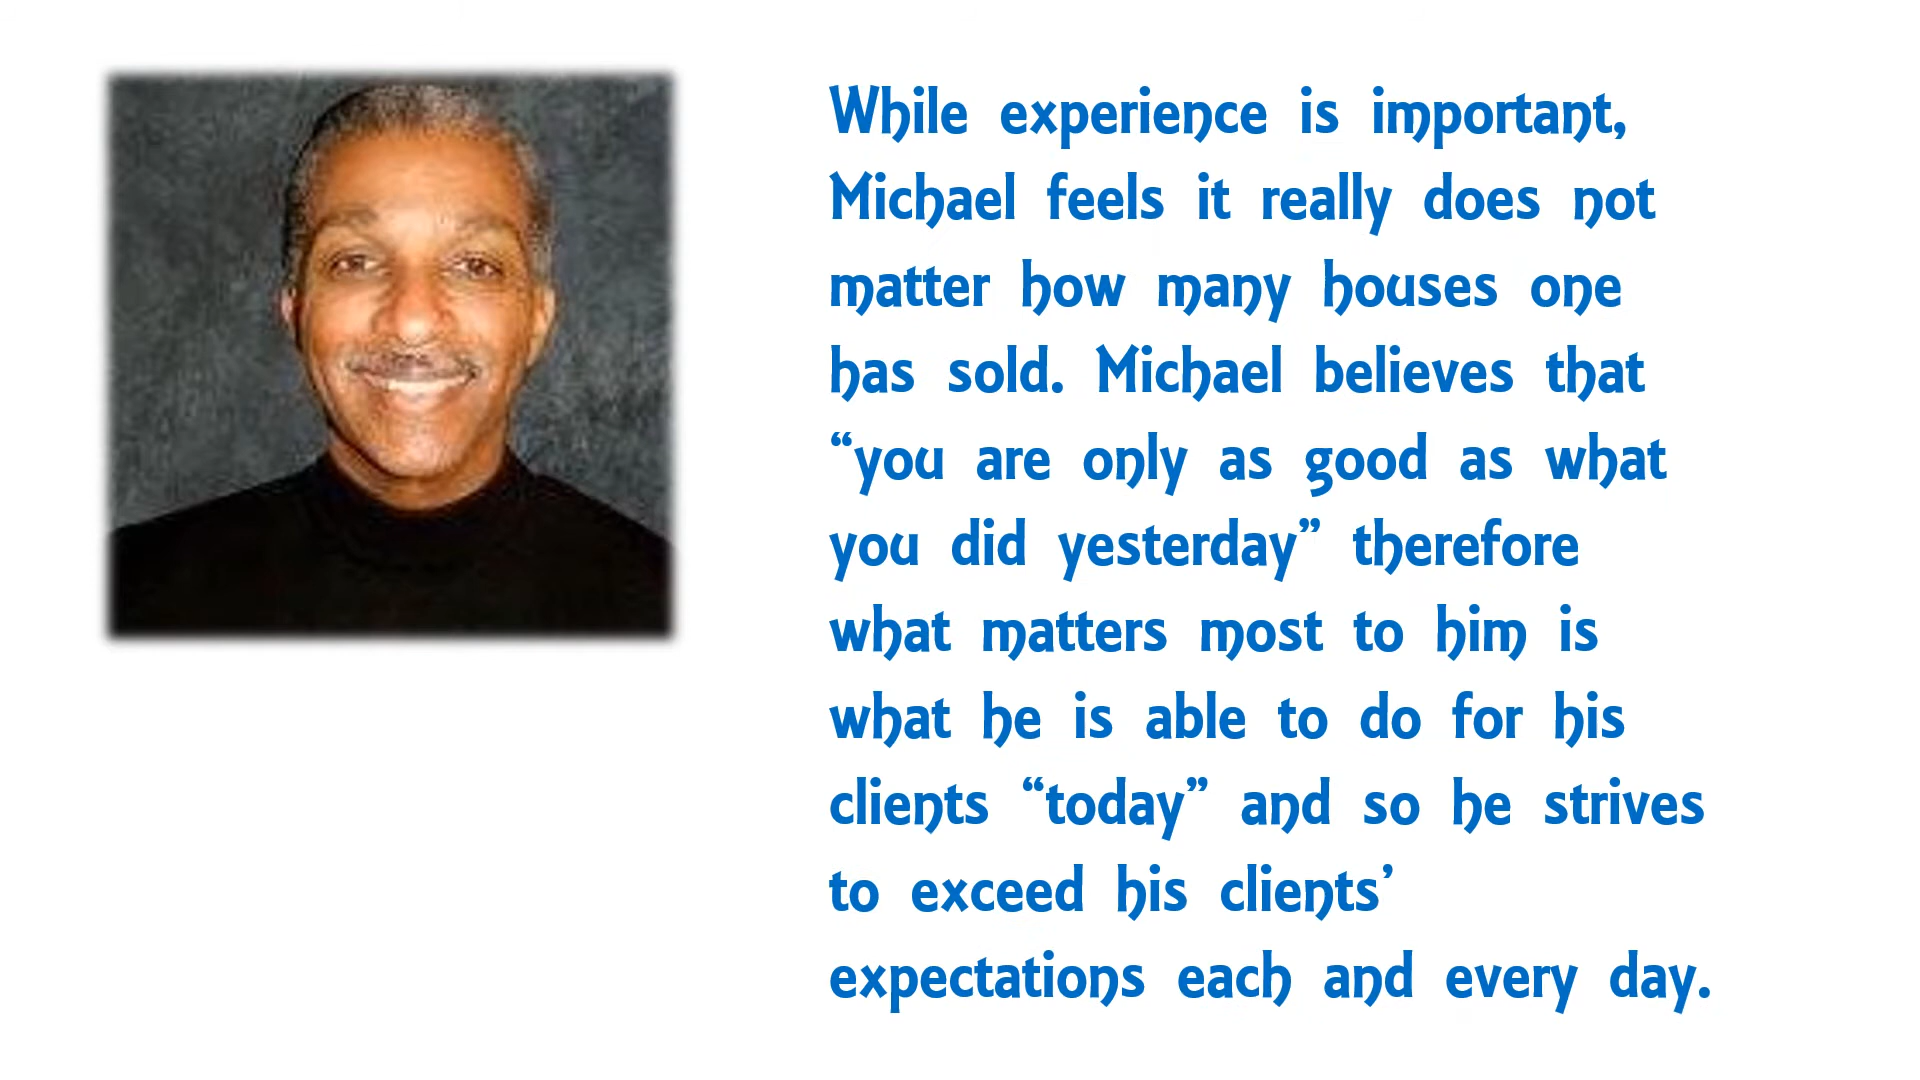 While experience is important,
Michael feels it really does not
matter how many houses one
has sold. Michael believes that
“you are only as good as what
you did yesterday” therefore
what matters most to him is
what he is able to do for his
clients “today” and so he strives
to exceed his clients’
expectations each and every day.